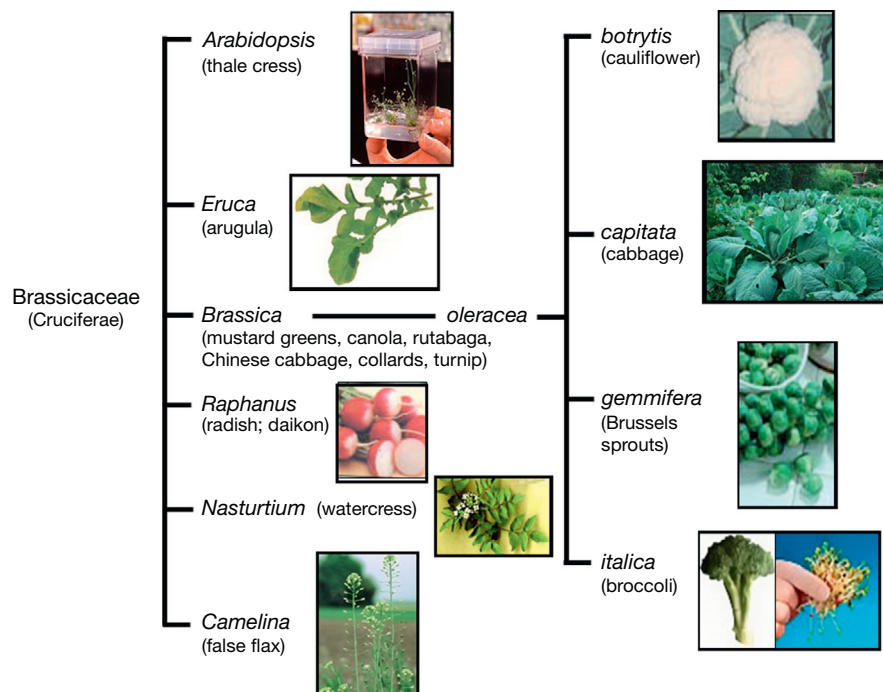 Brassicaceae
(Cruciferae)
Arabidopsis
(thale cress)
Eruca
(arugula)
Brassica
oleracea
(mustard greens, canola, rutabaga,
Chinese cabbage, collards, turnip)
Raphanus
(radish; daikon)
Nasturtium (watercress)
Camelina
(false flax)
botrytis
(cauliflower)
capitata
(cabbage)
gemmifera
(Brussels
sprouts)
italica
(broccoli)